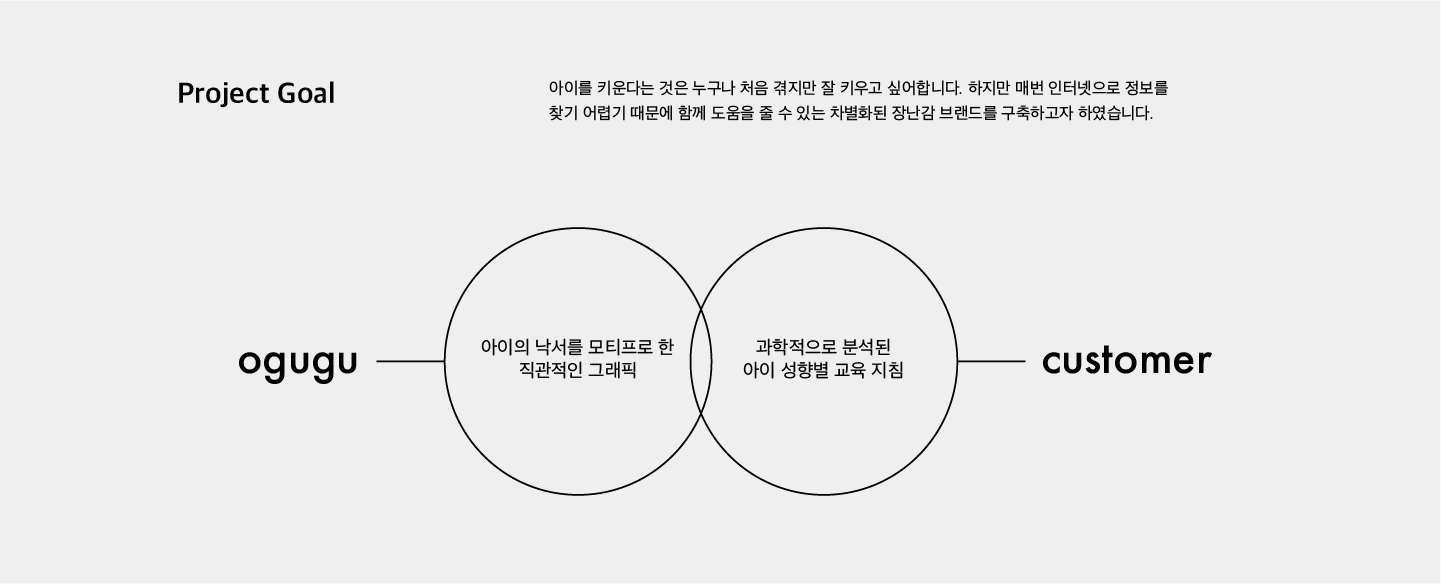 Project Goal
아이를 키운다는 것은 누구나 처음 겪지만 잘 키우고 싶어합니다. 하지만 매번 인터넷으로 정보를
찾기 어렵기 때문에 함께 도움을 줄 수 있는 차별화된 장난감 브랜드를 구축하고자 하였습니다.
ogugu
아이의 낙서를 모티프로 한
직관적인 그래픽
과학적으로 분석된
아이 성향별 교육 지침
customer